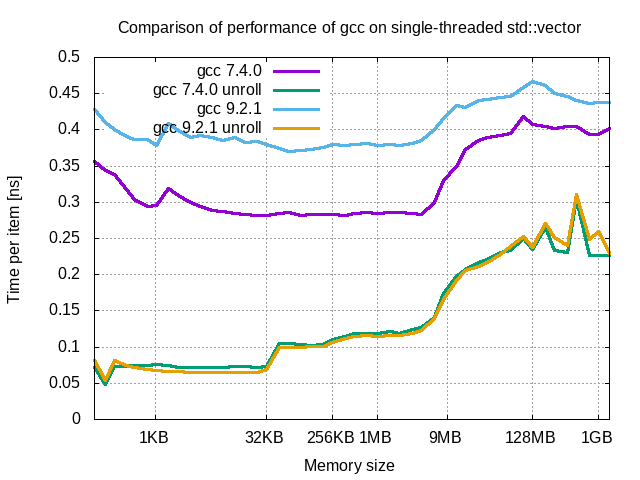 Comparison of performance of gcc on single-threaded std::vector
0.5
0.45
0.4
0.35
0.3
0.25
0.2
0.15
0.1
0.05
0
Time per item [ns]
gcc 7.4.0
gcc 7.4.0 unroll
gcc 9.2.1
gcc 9.2.1 unroll
1KB 32KB 256KB 1MB 9MB 128MB 1GB
Memory size